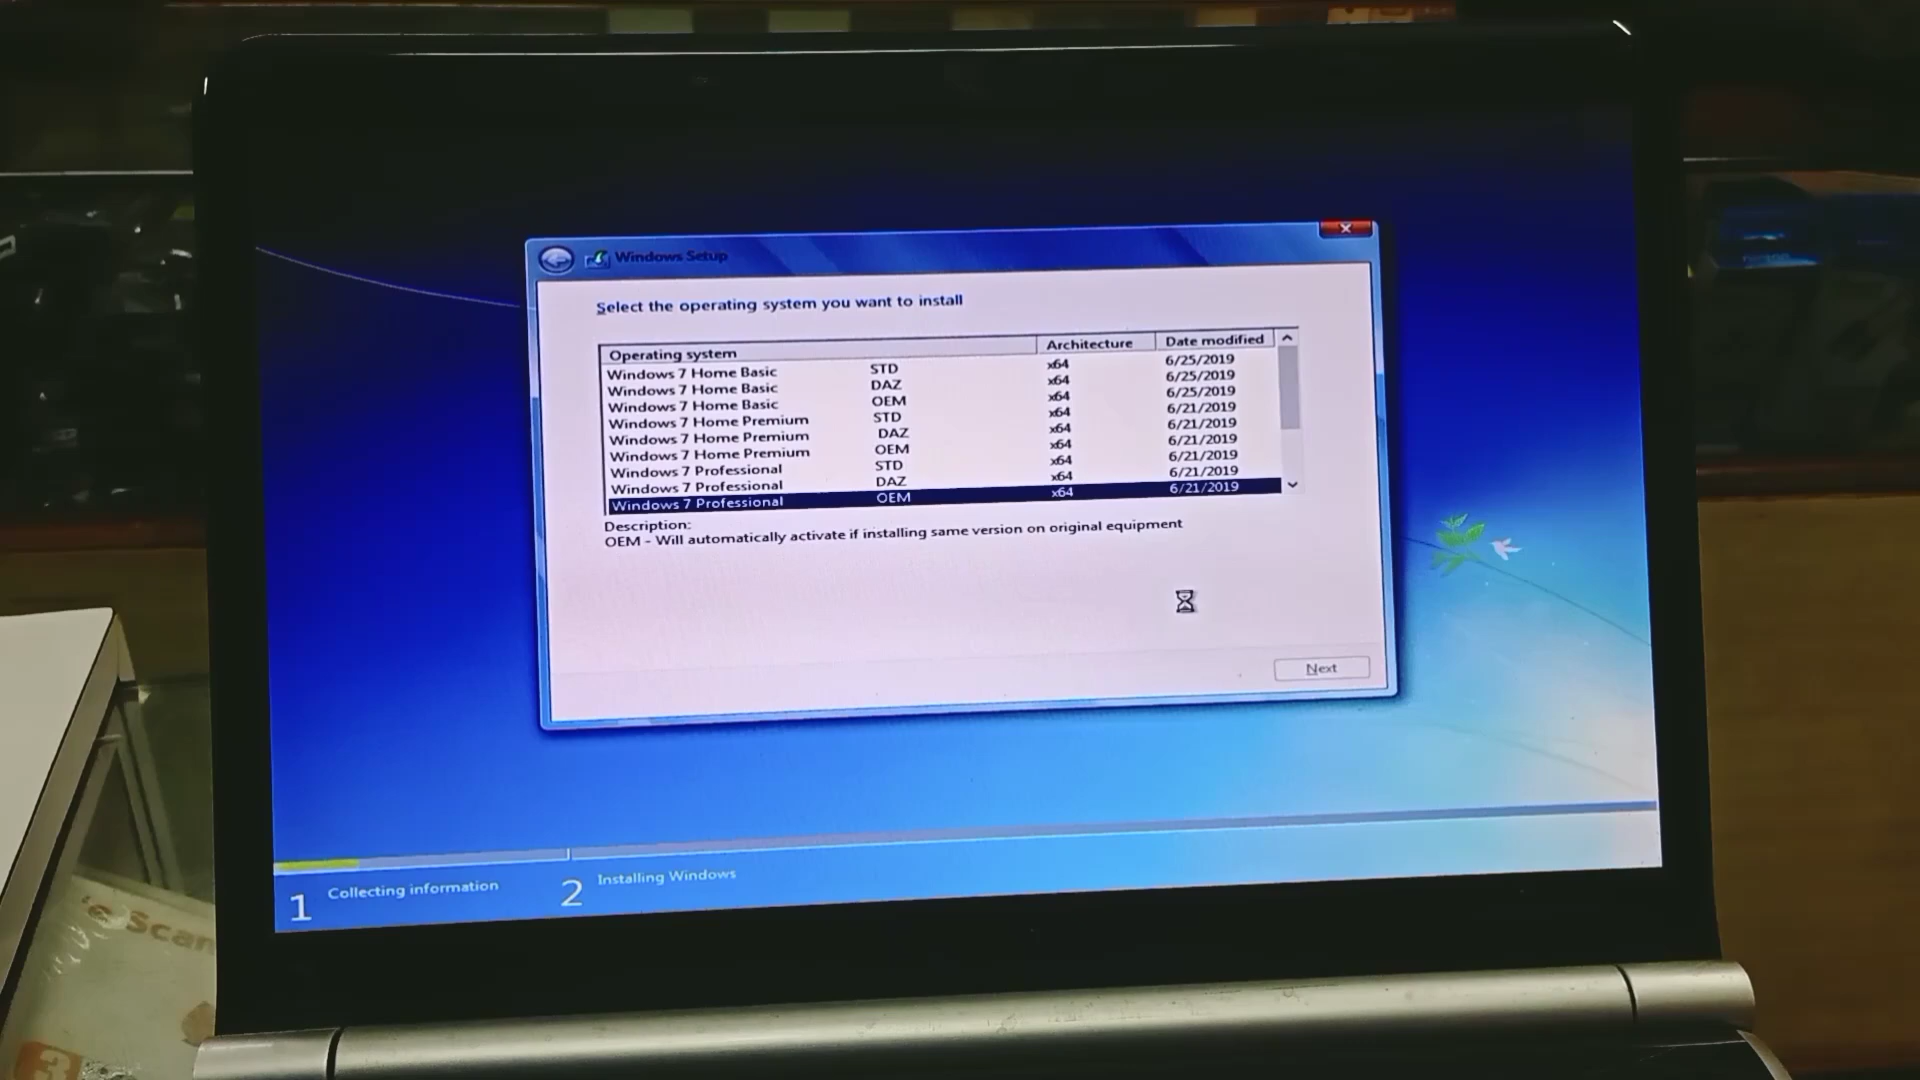 Windows Setup
Select the operating system you want to install
Operating system Architecture Date modified
Windows 7 Home Basic STD x64 6/25/2019
Windows 7 Home Basic DAZ x64 6/25/2019
Windows 7 Home Basic OEM x64 6/25/2019
Windows 7 Home Premium STD x64 6/21/2019
Windows 7 Home Premium DAZ x64 6/21/2019
Windows 7 Home Premium OEM x64 6/21/2019
Windows 7 Professional STD x64 6/21/2019
Windows 7 Professional DAZ x64 6/21/2019
Windows 7 Professional OEM x64 6/21/2019
Description:
OEM - Will automatically activate if installing same version on original equipment
Next
1 Collecting information 2 Installing Windows
3